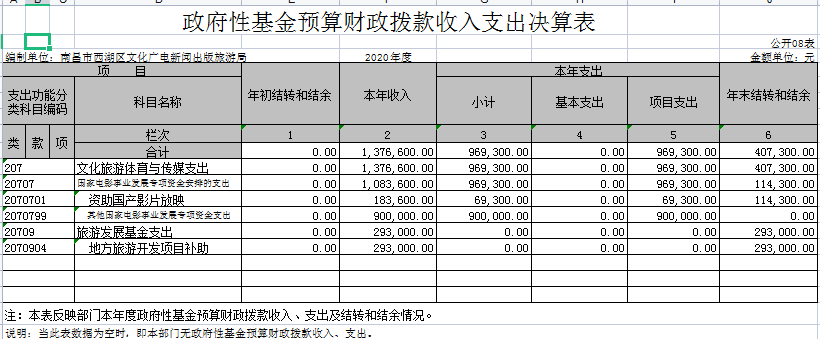 政府性基金预算财政拨款收入支出决算表
公开08表
编制单位：南昌市西湖区文化广电新闻出版旅游局 2020年度 金额单位：元
项 目 年初结转和结余 本年收入 本年支出 年末结转和结余
支出功能分类科目编码 科目名称 小计 基本支出 项目支出
类 款 项 栏次 1 2 3 4 5 6
合计 0.00 1,376,600.00 969,300.00 0.00 969,300.00 407,300.00
207 文化旅游体育与传媒支出 0.00 1,376,600.00 969,300.00 0.00 969,300.00 407,300.00
20707 国家电影事业发展专项资金安排的支出 0.00 1,083,600.00 969,300.00 0.00 969,300.00 114,300.00
2070701 资助国产影片放映 0.00 183,600.00 69,300.00 0.00 69,300.00 114,300.00
2070799 其他国家电影事业发展专项资金支出 0.00 900,000.00 900,000.00 0.00 900,000.00 0.00
20709 旅游发展基金支出 0.00 293,000.00 0.00 0.00 0.00 293,000.00
2070904 地方旅游开发项目补助 0.00 293,000.00 0.00 0.00 0.00 293,000.00
注：本表反映部门本年度政府性基金预算财政拨款收入、支出及结转和结余情况。
说明：当此表数据为空时，即本部门无政府性基金预算财政拨款收入、支出。